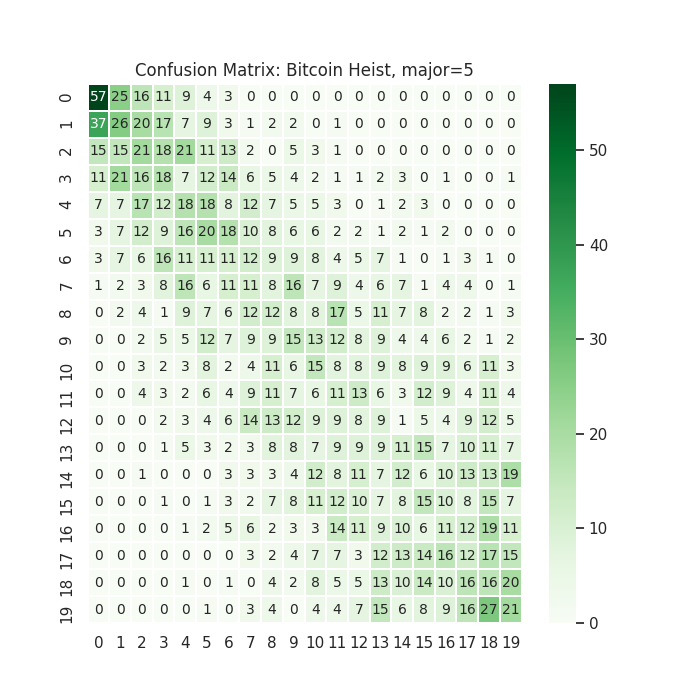 Confusion Matrix: Bitcoin Heist, major=5
0 57 25 16 11 9 4 3 0 0 0 0 0 0 0 0 0 0 0 0 0
1 37 26 20 17 7 9 3 1 2 2 0 1 0 0 0 0 0 0 0 0
2 15 15 21 18 21 11 13 2 0 5 3 1 0 0 0 0 0 0 0 0
3 11 21 16 18 7 12 14 6 5 4 2 1 1 2 3 0 1 0 0 1
4 7 7 17 12 18 18 8 12 7 5 5 3 0 1 2 3 0 0 0 0
5 3 7 12 9 16 20 18 10 8 6 6 2 2 1 2 1 2 0 0 0
6 3 7 6 16 11 11 11 12 9 9 8 4 5 7 1 0 1 3 1 0
7 1 2 3 8 16 6 11 11 8 16 7 9 4 6 7 1 4 4 0 1
8 0 2 4 1 9 7 6 12 12 8 8 17 5 11 7 8 2 2 1 3
9 0 0 2 5 5 12 7 9 9 15 13 12 8 9 4 4 6 2 1 2
10 0 0 3 2 3 8 2 4 11 6 15 8 8 9 8 9 9 6 11 3
11 0 0 4 3 2 6 4 9 11 7 6 11 13 6 3 12 9 4 11 4
12 0 0 0 2 3 4 6 14 13 12 9 9 8 9 1 5 4 9 12 5
13 0 0 0 1 5 3 2 3 8 8 7 9 9 9 11 15 7 10 11 7
14 0 0 1 0 0 0 3 3 3 4 12 8 11 7 12 6 10 13 13 19
15 0 0 0 1 0 1 3 2 7 8 11 12 10 7 8 15 10 8 15 7
16 0 0 0 0 1 2 5 6 2 3 3 14 11 9 10 6 11 12 19 11
17 0 0 0 0 0 0 0 3 2 4 7 7 3 12 13 14 16 12 17 15
18 0 0 0 0 1 0 1 0 4 2 8 5 5 13 10 14 10 16 16 20
19 0 0 0 0 0 1 0 3 4 0 4 4 7 15 6 8 9 16 27 21
0 1 2 3 4 5 6 7 8 9 10 11 12 13 14 15 16 17 18 19
50
40
30
20
10
0